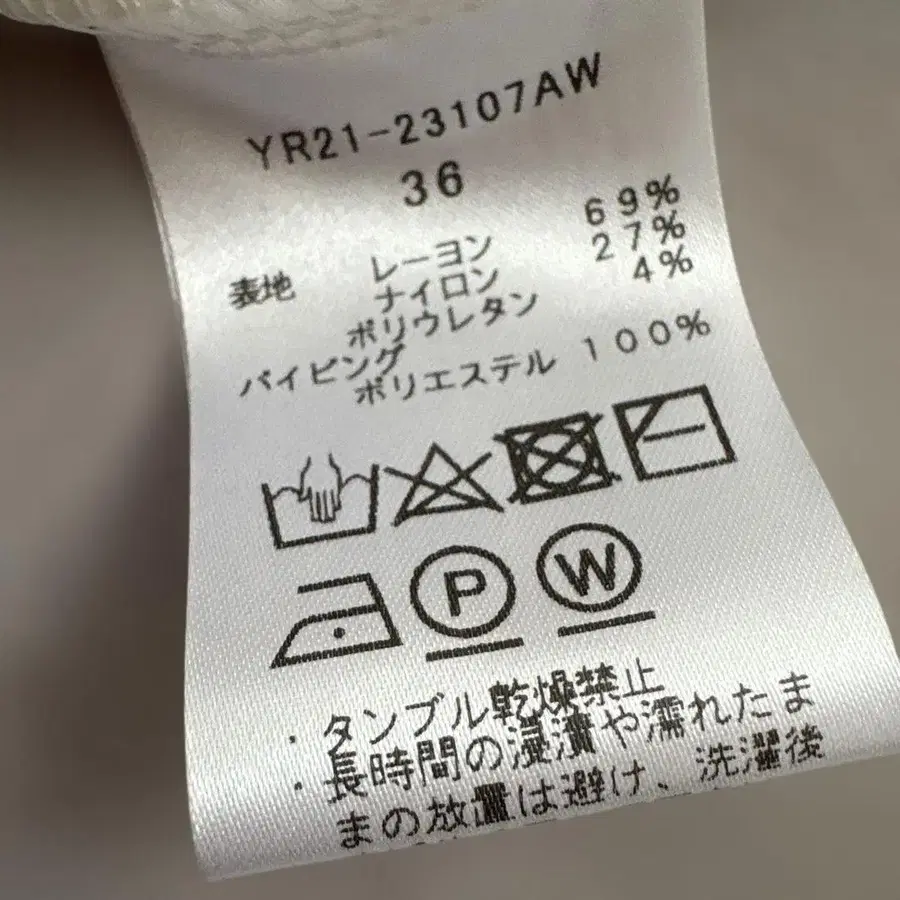 YR21-23107AW
36
表地 レーヨン 69%
ナイロン 27%
ポリウレタン 4%
パイピング
ポリエステル 100%
P W
・タンブル乾燥禁止
・長時間の浸漬や濡れたま
まの放置は避け、洗濯後